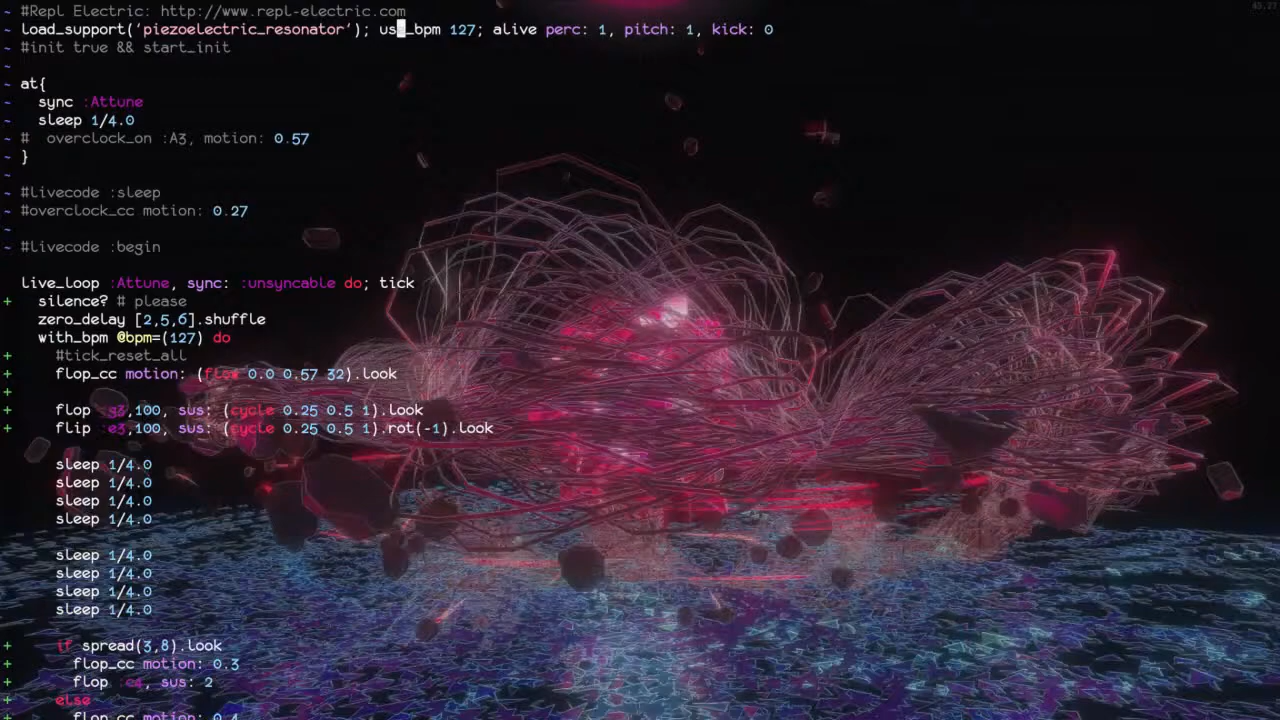 ~ #Repl Electric: http://www.repl-electric.com
~ load_support('piezoelectric_resonator'); use_bpm 127; alive perc: 1, pitch: 1, kick: 0
~ #init true && start_init
~
~ at{
~   sync :Attune
~   sleep 1/4.0
~ #  overclock_on :A3, motion: 0.57
~ }
~
~ #livecode :sleep
~ #overclock_cc motion: 0.27
~
~ #livecode :begin
live_loop :Attune, sync: :unsyncable do; tick
+   silence? # please
zero_delay [2,5,6].shuffle
with_bpm @bpm=(127) do
+     #tick_reset_all
+     flop_cc motion: ( 0.0 0.57 32).look
+
+     flop :g3,100, sus: (cycle 0.25 0.5 1).look
+     flip :e3,100, sus: (cycle 0.25 0.5 1).rot(-1).look
sleep 1/4.0
sleep 1/4.0
sleep 1/4.0
sleep 1/4.0
sleep 1/4.0
sleep 1/4.0
sleep 1/4.0
sleep 1/4.0
+     if spread(3,8).look
+       flop_cc motion: 0.3
+       flop :e4, sus: 2
+     else
flop_cc motion: 0.4